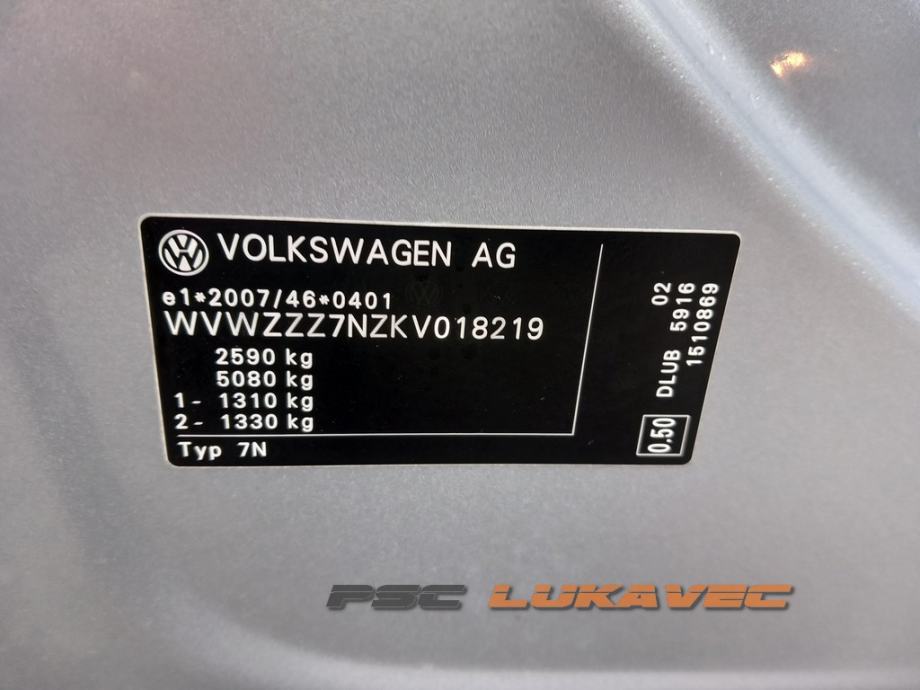 VOLKSWAGEN AG
e1*2007/46*0401
WVWZZZ7NZKV018219
2590 kg
5080 kg
1- 1310 kg
2- 1330 kg
Typ 7N
02
DLUB 5916
1510869
0.50
PSC LUKAVEC